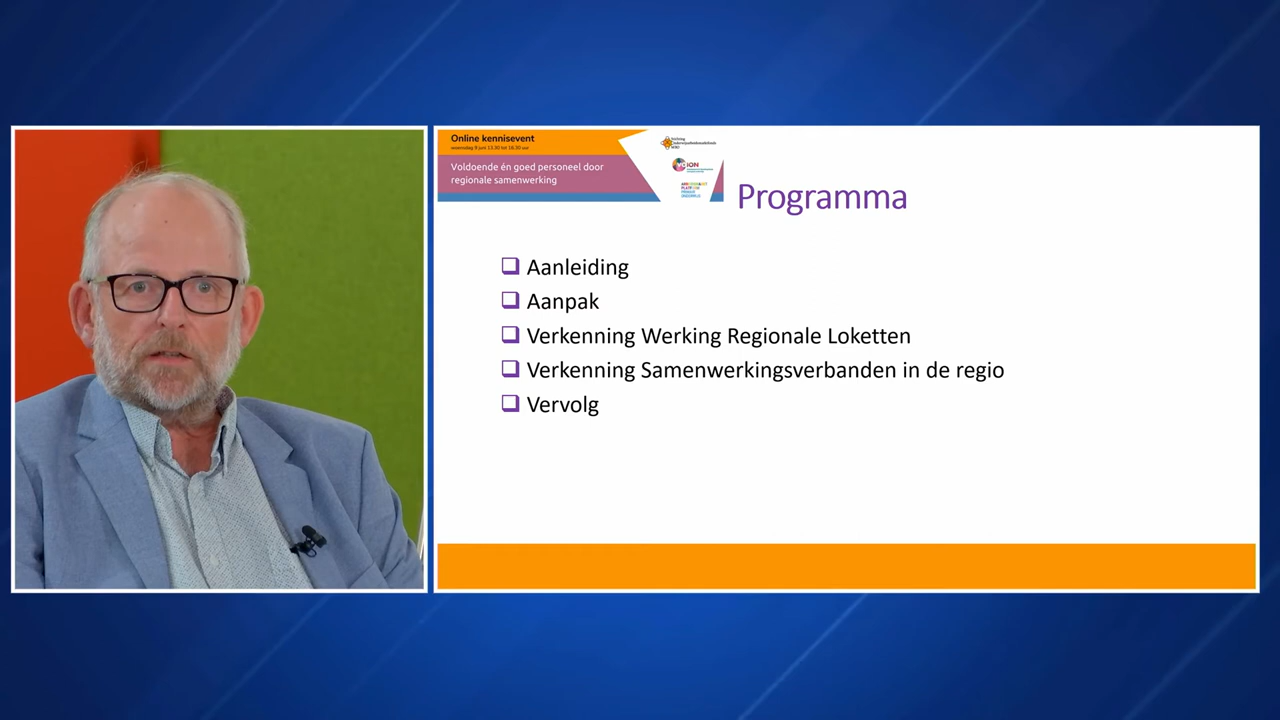 Online kennisevent
woensdag 9 juni 13.30 tot 16.30 uur
Voldoende én goed personeel door
regionale samenwerking
ION
Programma
Aanleiding
Aanpak
Verkenning Werking Regionale Loketten
Verkenning Samenwerkingsverbanden in de regio
Vervolg